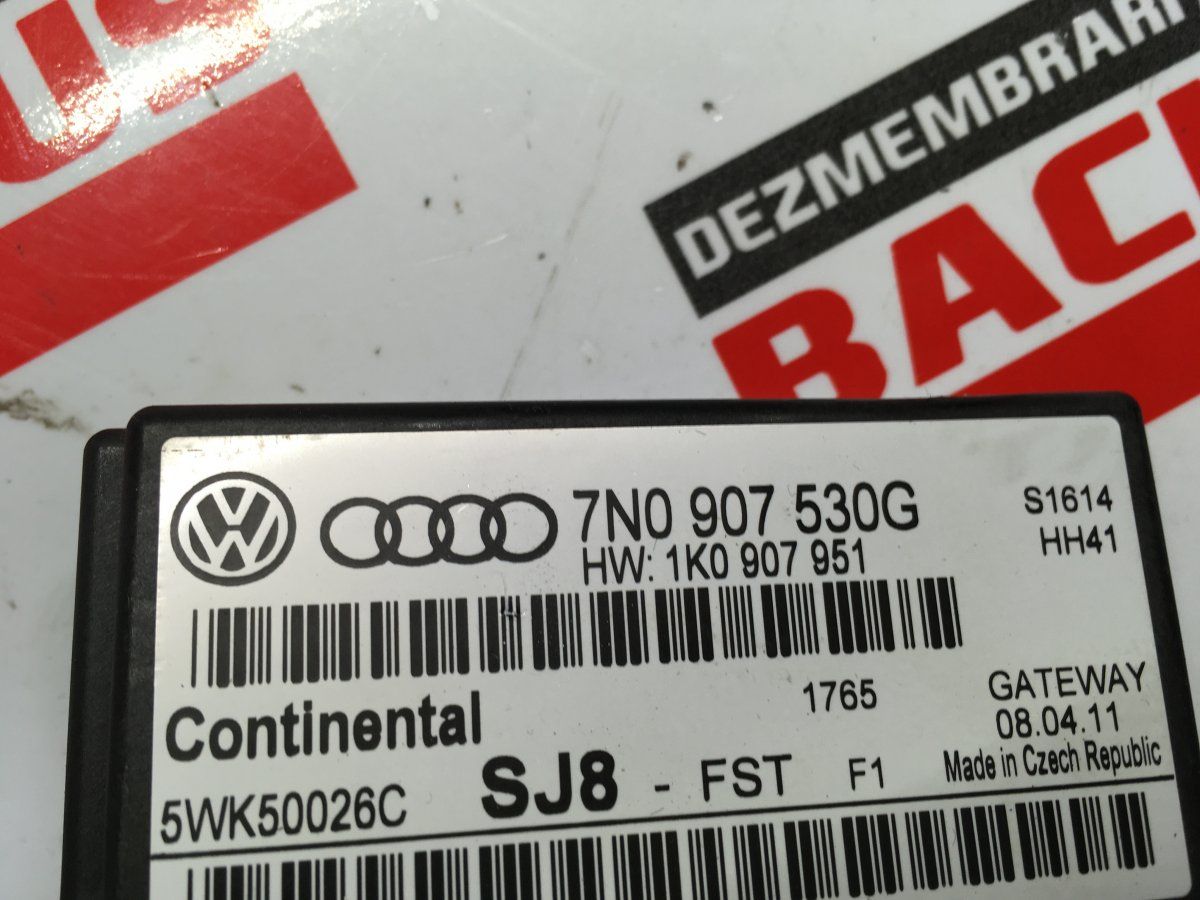 US
DEZMEMBRARI
BAC
7N0 907 530G
S1614
HW: 1K0 907 951
HH41
Continental
1765
GATEWAY
08.04.11
5WK50026C
SJ8 - FST F1
Made in Czech Republic